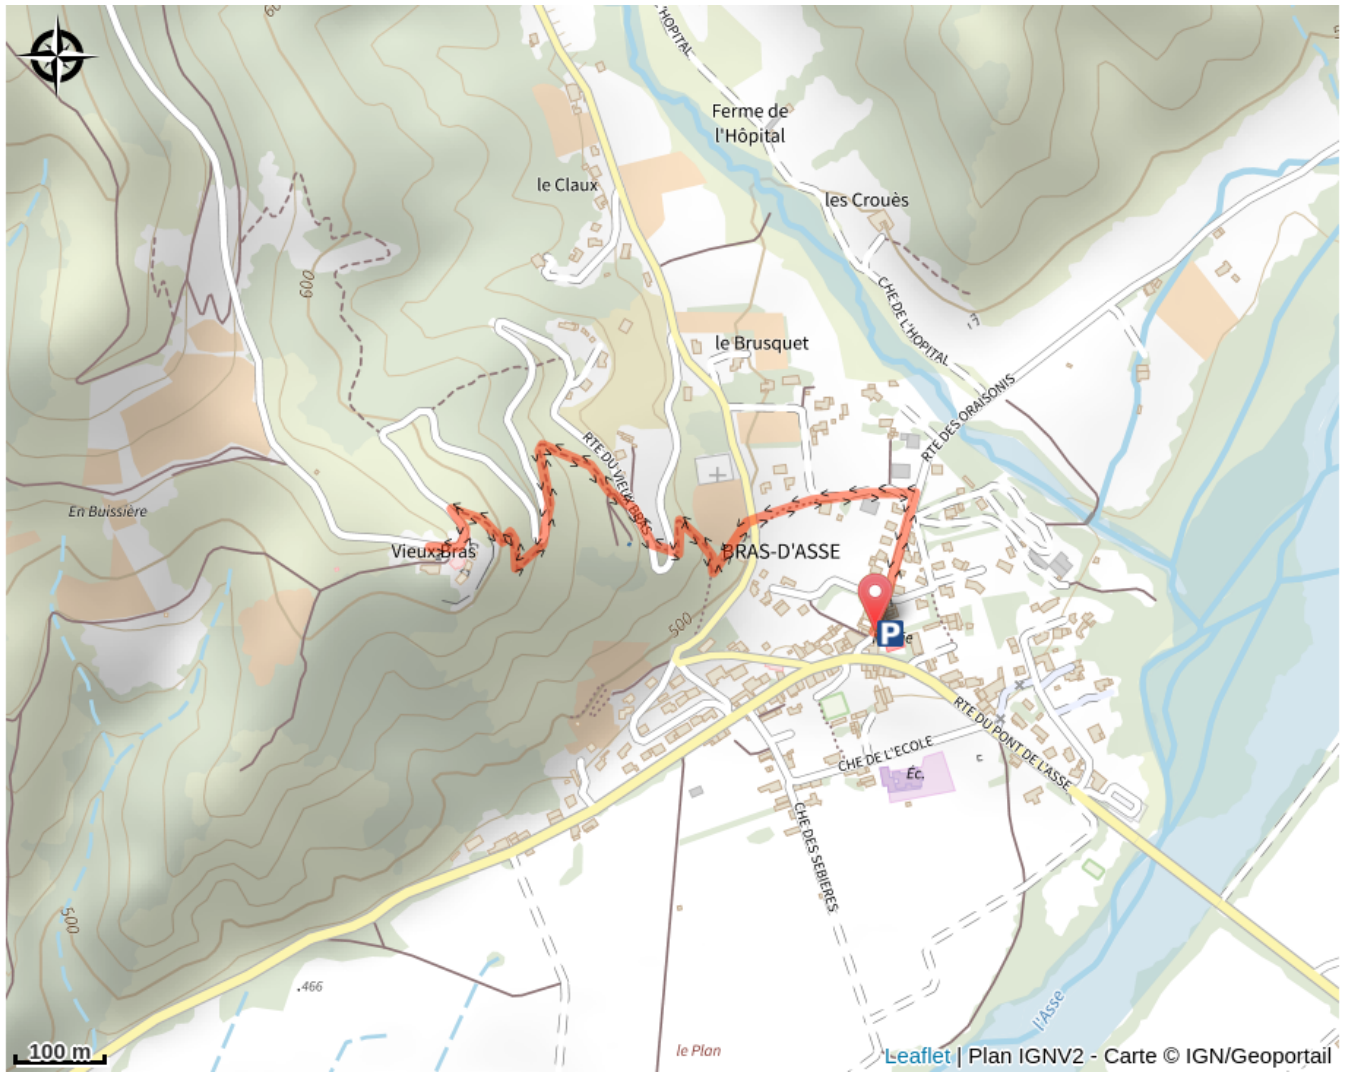 L'HOPITAL
Ferme de
l'Hôpital
le Claux
les Crouès
600
CHE DE L'HOPITAL
le Brusquet
RTE DES ORAISONIS
RTE DU VIEUX BRAS
En Buissière
Vieux-Bras
BRAS-D'ASSE
500
P
ie
RTE DU PONT DE L'ASSE
CHE DE L'ECOLE
Éc.
CHE DES SEBIERES
500
.466
l'Asse
le Plan
100 m
Leaflet | Plan IGNV2 - Carte © IGN/Geoportail